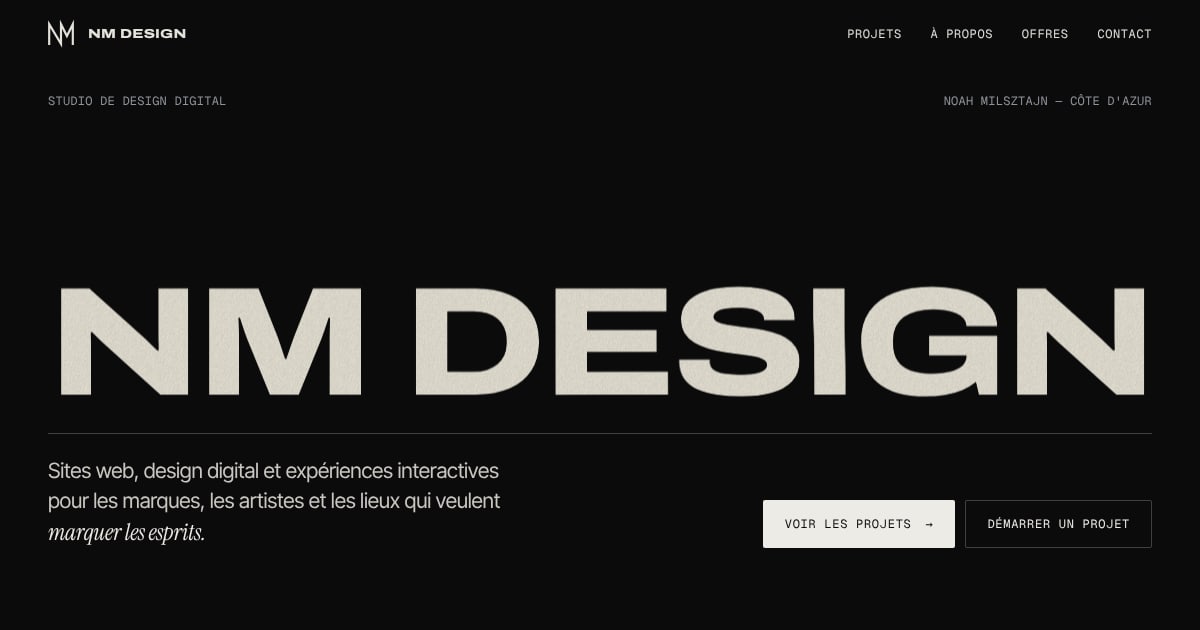 NM NM DESIGN
PROJETS À PROPOS OFFRES CONTACT
STUDIO DE DESIGN DIGITAL
NOAH MILSZTAJN — CÔTE D'AZUR
NM DESIGN
Sites web, design digital et expériences interactives
pour les marques, les artistes et les lieux qui veulent
marquer les esprits.
VOIR LES PROJETS →
DÉMARRER UN PROJET